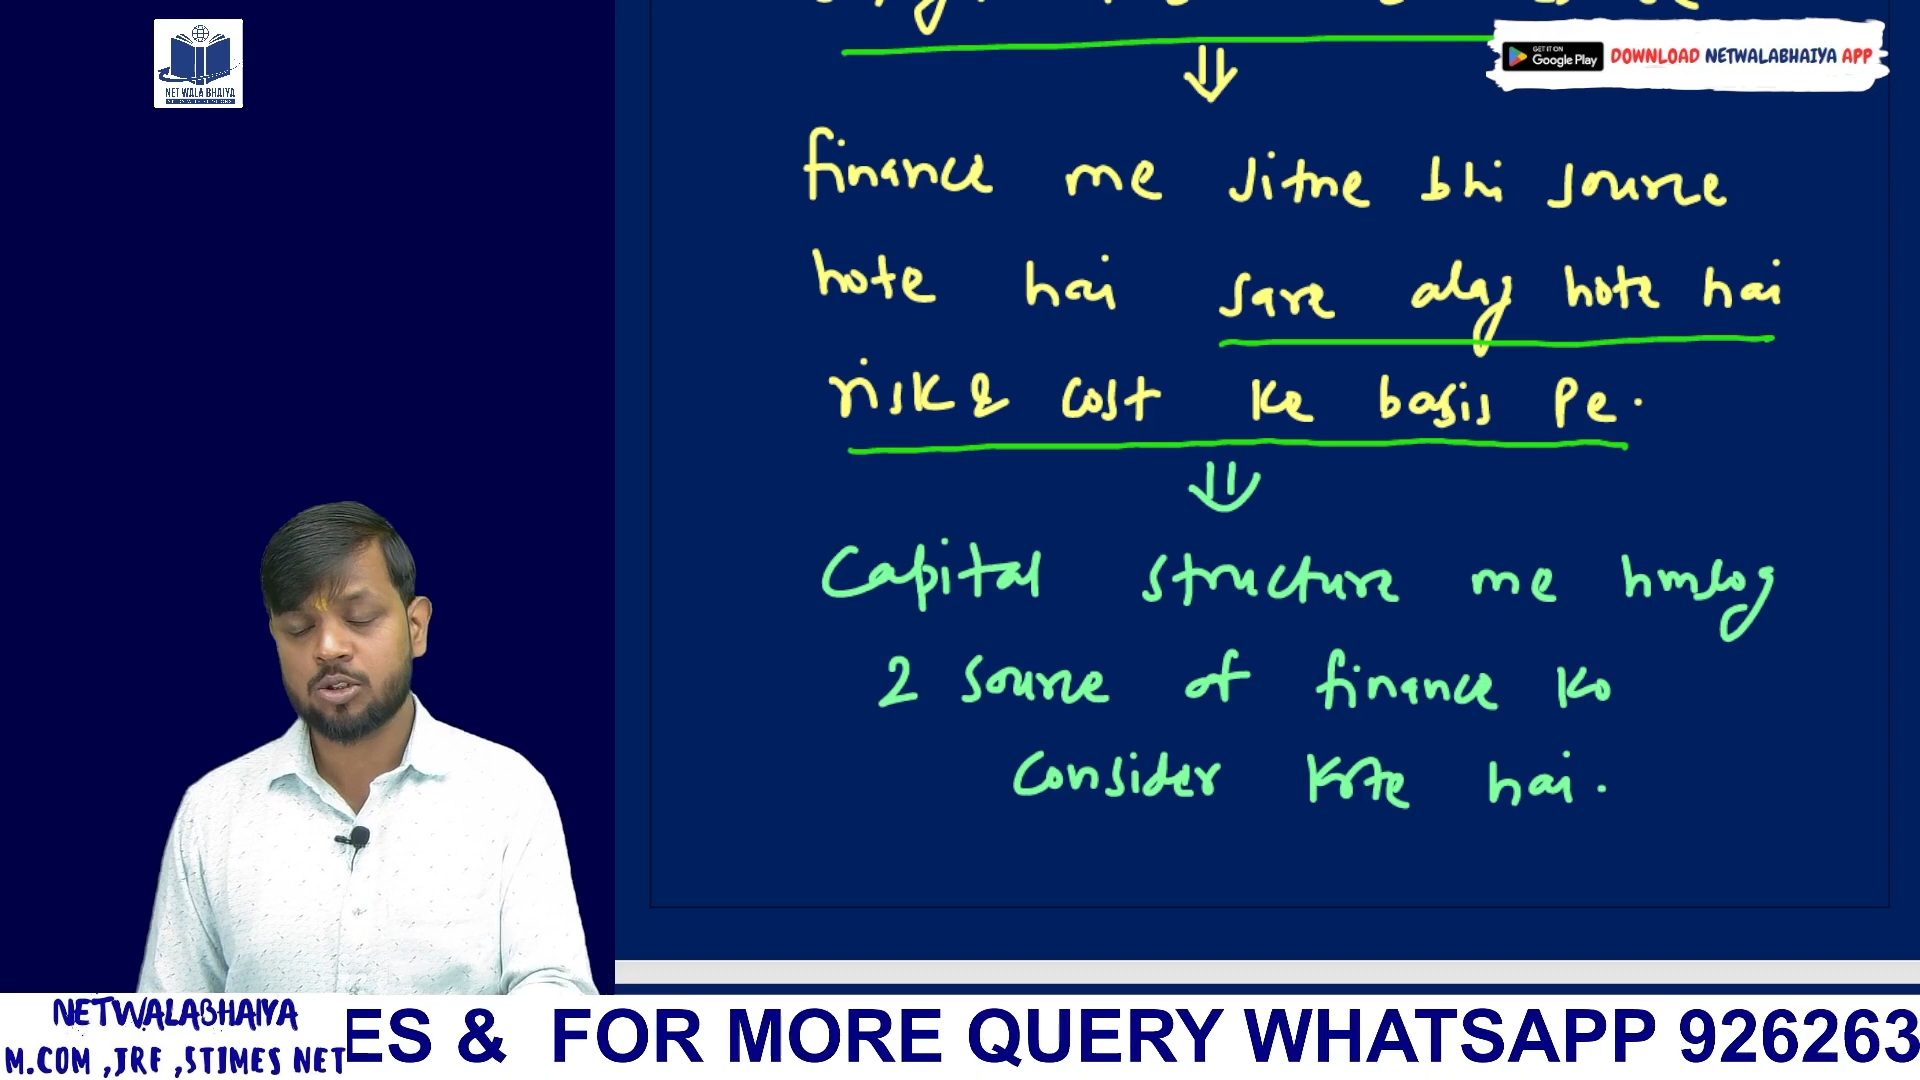 NET WALA BHAIYA
GET IT ON
Google Play
DOWNLOAD NETWALABHAIYA APP
finance me jitne bhi source
hote hai sare alag hote hai
risk & cost ke basis pe.
Capital structure me hmlog
2 source of finance ko
Consider krte hai.
NETWALABHAIYA
M.COM ,JRF ,5TIMES NET
ES & FOR MORE QUERY WHATSAPP 926263